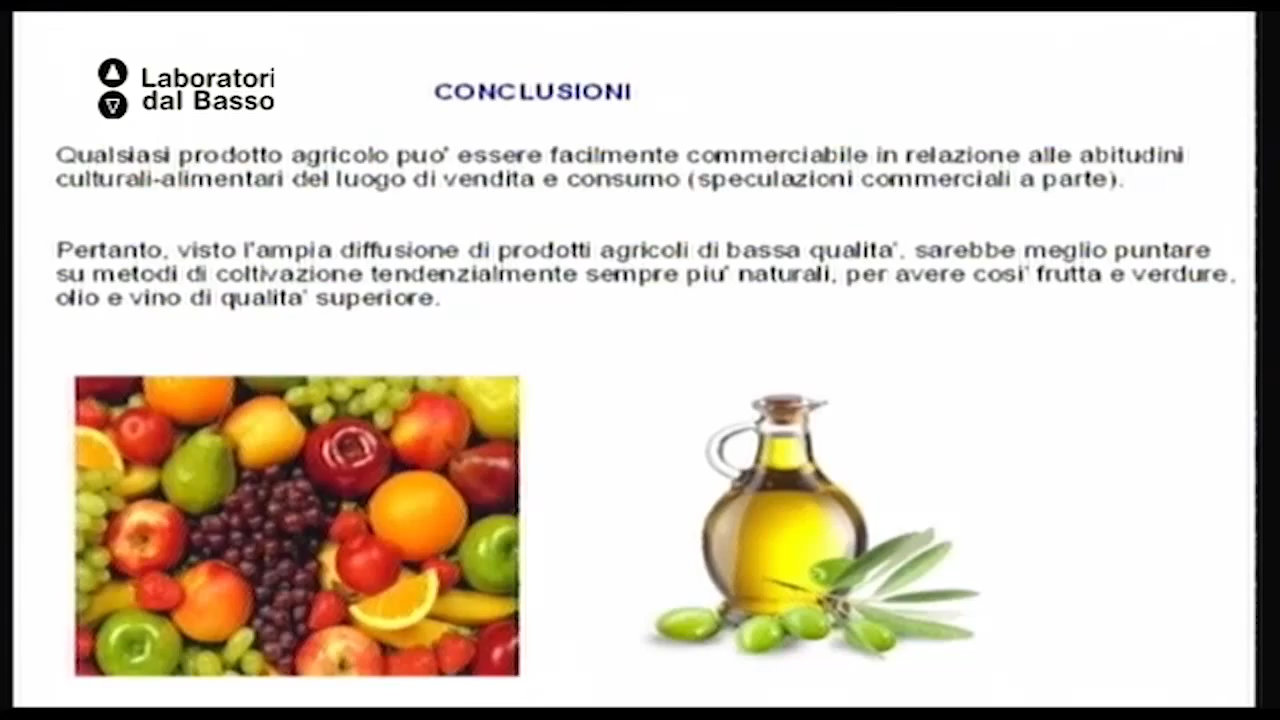 Laboratori
dal Basso
CONCLUSIONI
Qualsiasi prodotto agricolo puo' essere facilmente commerciabile in relazione alle abitudini
culturali-alimentari del luogo di vendita e consumo (speculazioni commerciali a parte).
Pertanto, visto l'ampia diffusione di prodotti agricoli di bassa qualita', sarebbe meglio puntare
su metodi di coltivazione tendenzialmente sempre piu' naturali, per avere cosi' frutta e verdure,
olio e vino di qualita' superiore.